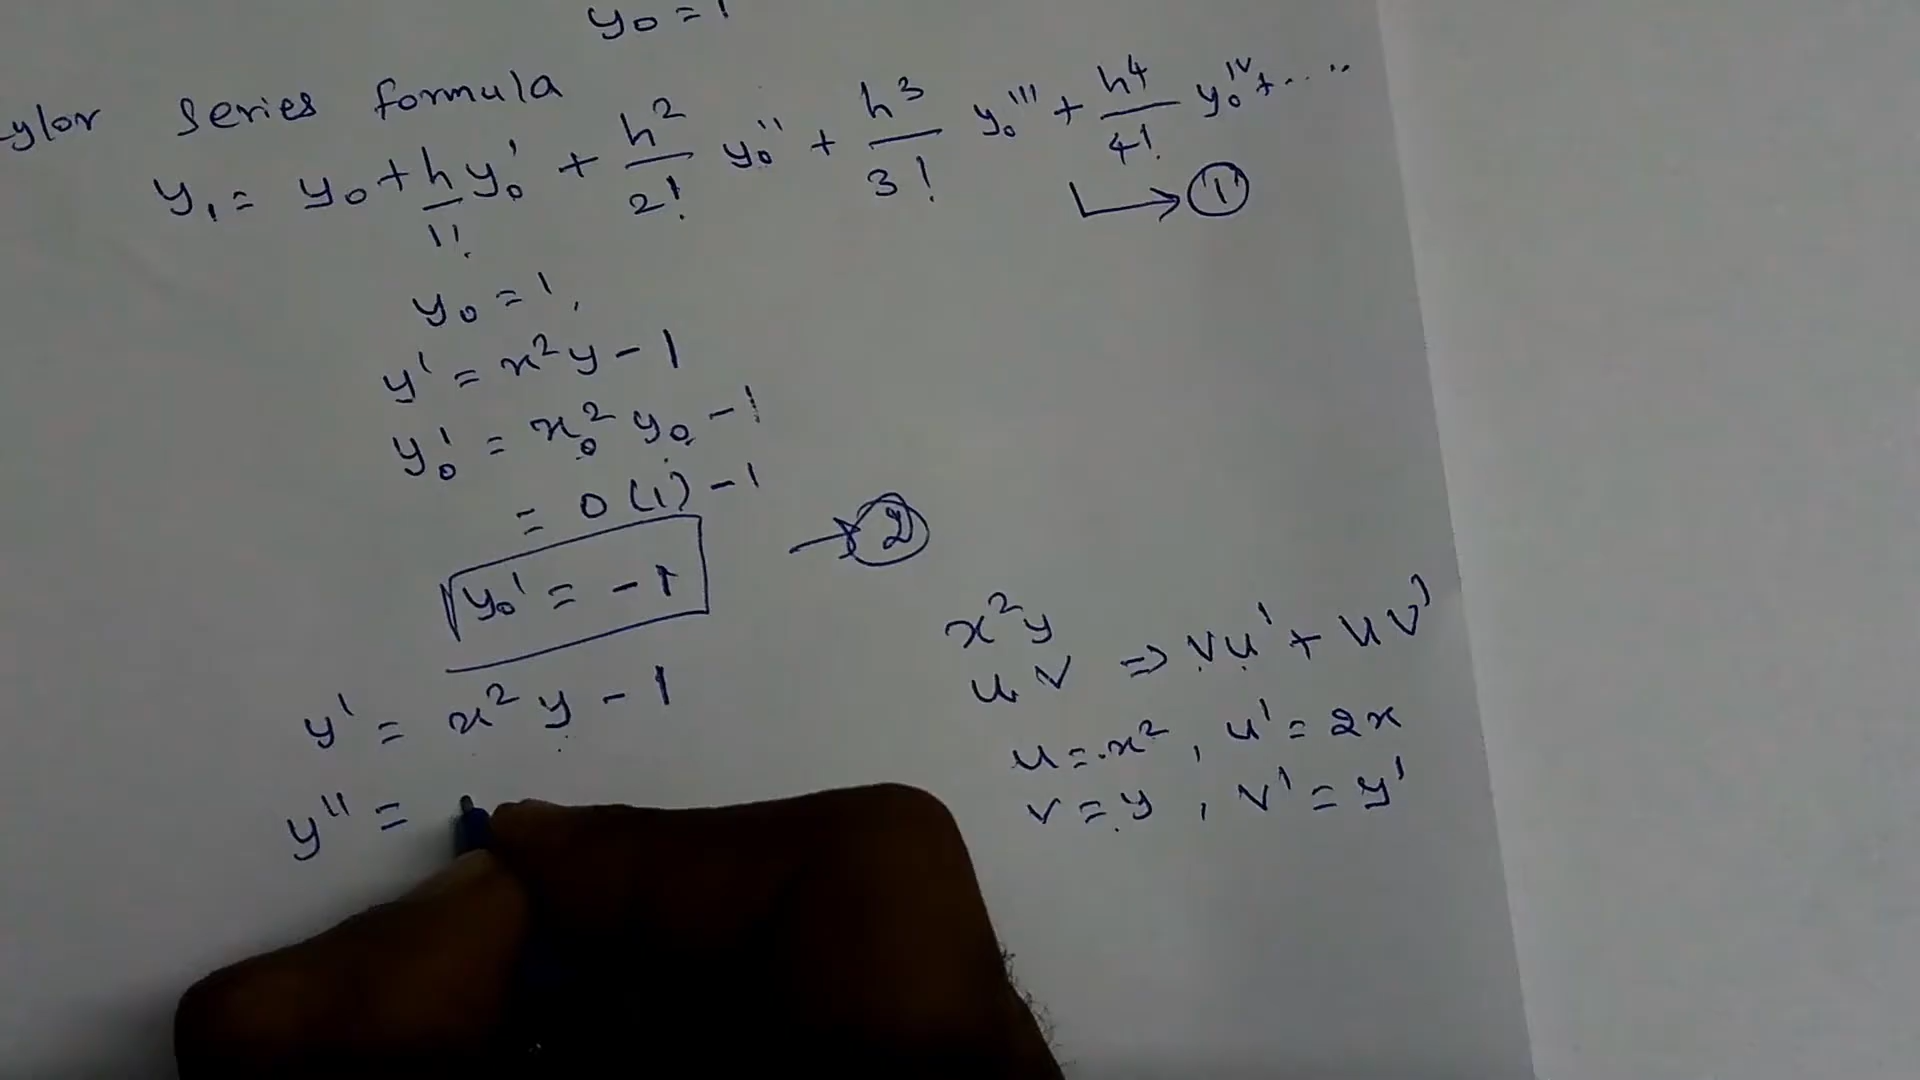 y₀ = 1
ylor Series formula
y₁ = y₀ + h/1! y₀' + h²/2! y₀'' + h³/3! y₀''' + h⁴/4! y₀ᴵⱽ + .....
→ ①
y₀ = 1,
y' = x²y - 1
y₀' = x₀² y₀ - 1
= 0(1) - 1
y₀' = -1 → ②
x²y
u v ⇒ vu' + uv'
y' = x²y - 1
u = x², u' = 2x
v = y, v' = y'
y'' =